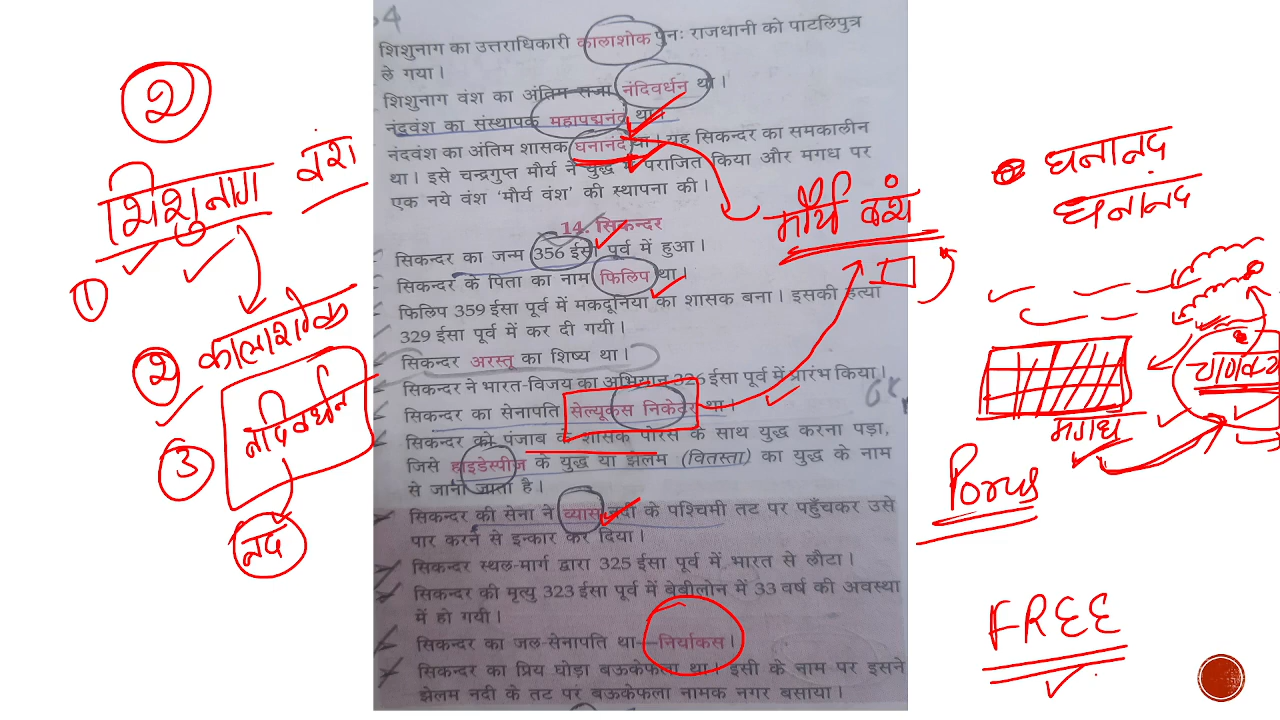 शिशुनाग का उत्तराधिकारी कालाशोक पुनः राजधानी को पाटलिपुत्र
ले गया।
शिशुनाग वंश का अंतिम राजा नंदिवर्धन था।
नंदवंश का संस्थापक महापद्मनंद था।
नंदवंश का अंतिम शासक घनानंद था। यह सिकन्दर का समकालीन
था। इसे चन्द्रगुप्त मौर्य ने युद्ध में पराजित किया और मगध पर
एक नये वंश ‘मौर्य वंश’ की स्थापना की।
14. सिकन्दर
सिकन्दर का जन्म 356 ईसा पूर्व में हुआ।
सिकन्दर के पिता का नाम फिलिप था।
फिलिप 359 ईसा पूर्व में मकदूनिया का शासक बना। इसकी हत्या
329 ईसा पूर्व में कर दी गयी।
सिकन्दर अरस्तू का शिष्य था।
सिकन्दर ने भारत-विजय का अभियान 326 ईसा पूर्व में प्रारंभ किया।
सिकन्दर का सेनापति सेल्यूकस निकेटर था।
सिकन्दर को पंजाब के शासक पोरस के साथ युद्ध करना पड़ा,
जिसे हाइडेस्पीज के युद्ध या झेलम (वितस्ता) का युद्ध के नाम
से जाना जाता है।
सिकन्दर की सेना ने व्यास नदी के पश्चिमी तट पर पहुँचकर उसे
पार करने से इन्कार कर दिया।
सिकन्दर स्थल-मार्ग द्वारा 325 ईसा पूर्व में भारत से लौटा।
सिकन्दर की मृत्यु 323 ईसा पूर्व में बेबीलोन में 33 वर्ष की अवस्था
में हो गयी।
सिकन्दर का जल-सेनापति था—निर्याकस।
सिकन्दर का प्रिय घोड़ा बऊकेफला था। इसी के नाम पर इसने
झेलम नदी के तट पर बऊकेफला नामक नगर बसाया।
२
शिशुनाग वंश
①
② कालाशोक
③ नंदिवर्धन
नंद
मौर्य वंश
घनानंद
घनानंद
चाणक्य
मगध
Porus
FREE